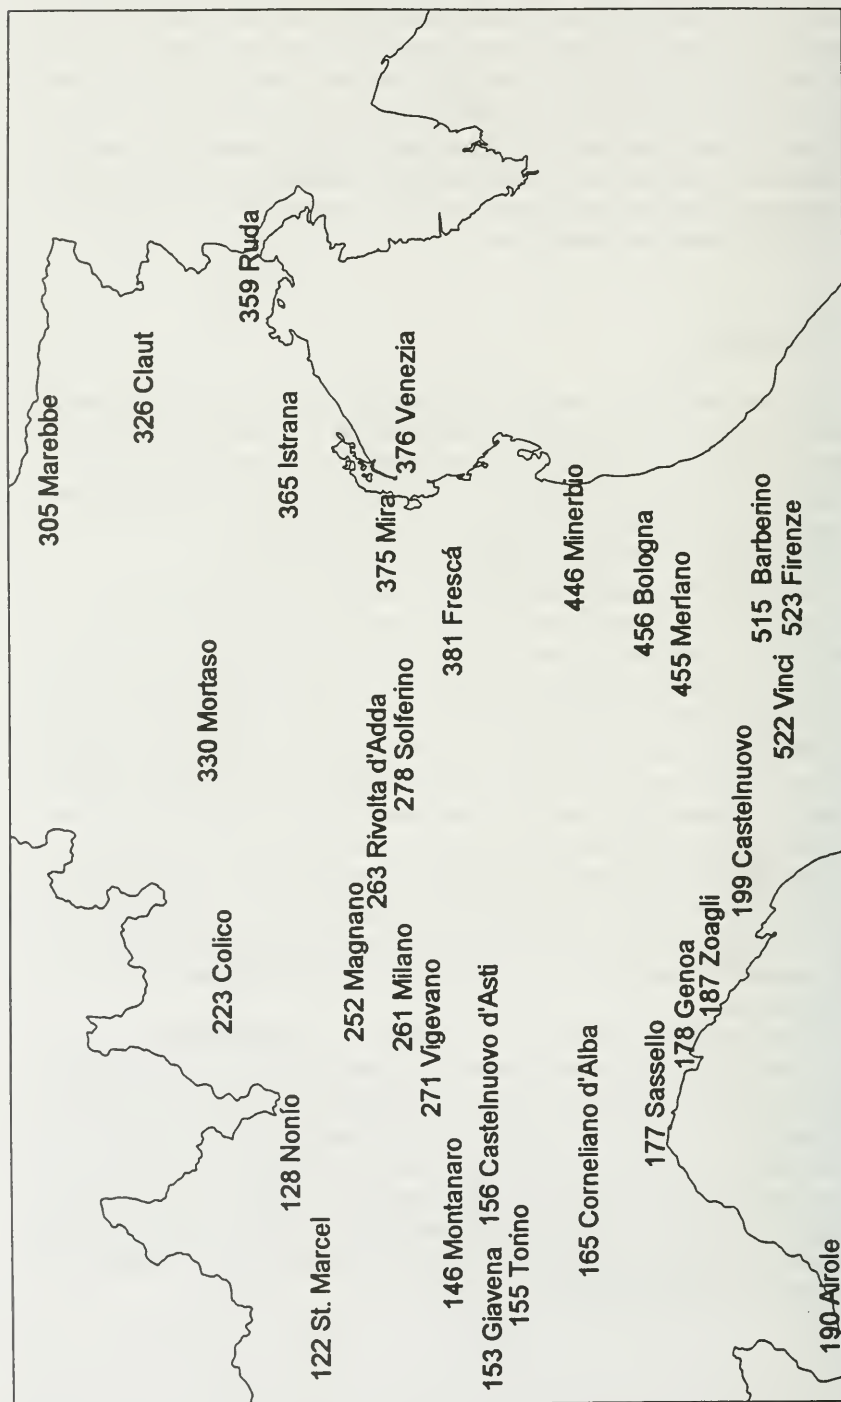 305 Marebbe
326 Claut
330 Mortaso
223 Colico
359 Ruda
365 Istrana
128 Nonío
122 St. Marcel
252 Magnano
263 Rivolta d'Adda
375 Mira
376 Venezia
278 Solferino
261 Milano
271 Vigevano
381 Frescá
146 Montanaro
156 Castelnuovo d'Asti
153 Giavena
155 Torino
446 Minerbio
165 Corneliano d'Alba
456 Bologna
177 Sassello
455 Merlano
178 Genoa
187 Zoagli
199 Castelnuovo
515 Barberino
522 Vinci
523 Firenze
190 Airole